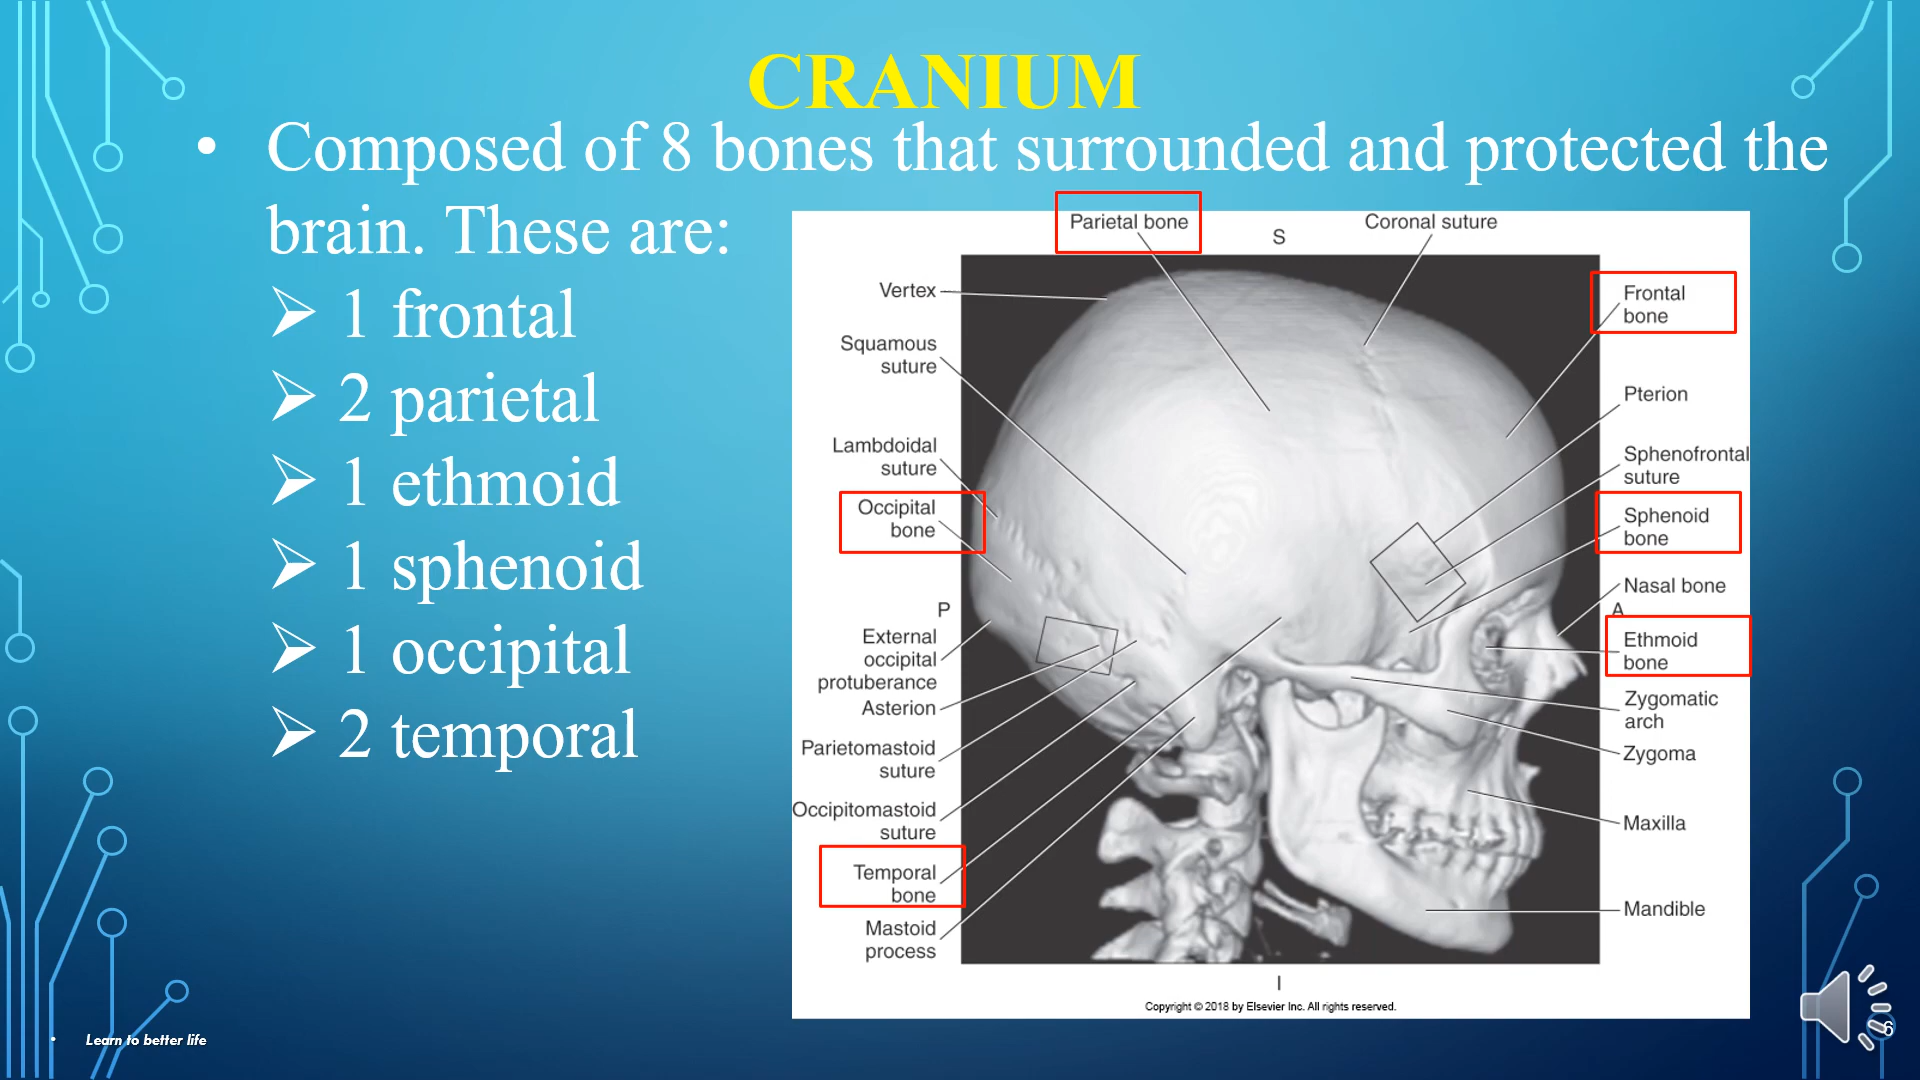 CRANIUM
• Composed of 8 bones that surrounded and protected the
brain. These are:
➢ 1 frontal
➢ 2 parietal
➢ 1 ethmoid
➢ 1 sphenoid
➢ 1 occipital
➢ 2 temporal
Parietal bone
Coronal suture
S
Vertex
Squamous
suture
Lambdoidal
suture
Occipital
bone
P
External
occipital
protuberance
Asterion
Parietomastoid
suture
Occipitomastoid
suture
Temporal
bone
Mastoid
process
Frontal
bone
Pterion
Sphenofrontal
suture
Sphenoid
bone
Nasal bone
A
Ethmoid
bone
Zygomatic
arch
Zygoma
Maxilla
Mandible
I
Copyright © 2018 by Elsevier Inc. All rights reserved.
• Learn to better life
6